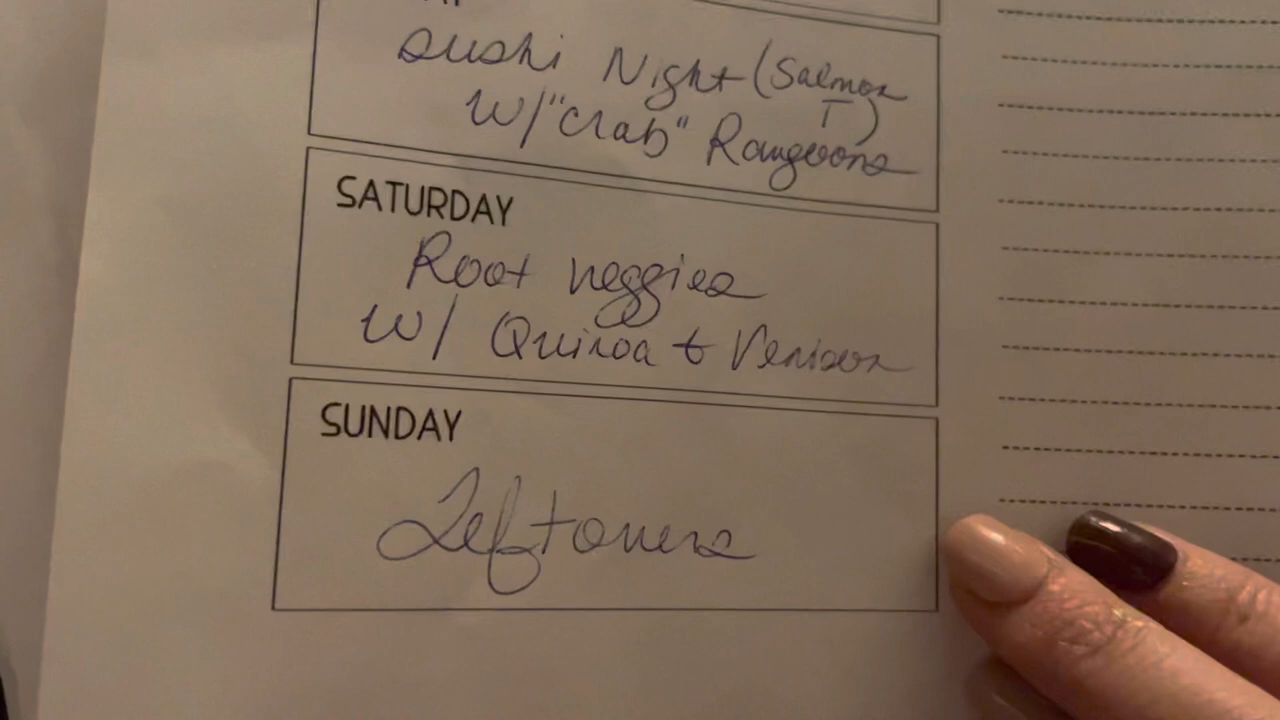 Sushi Night (Salmon
T)
W/ "Crab" Rangoons
SATURDAY
Root veggies
W/ Quinoa & Venison
SUNDAY
Leftovers